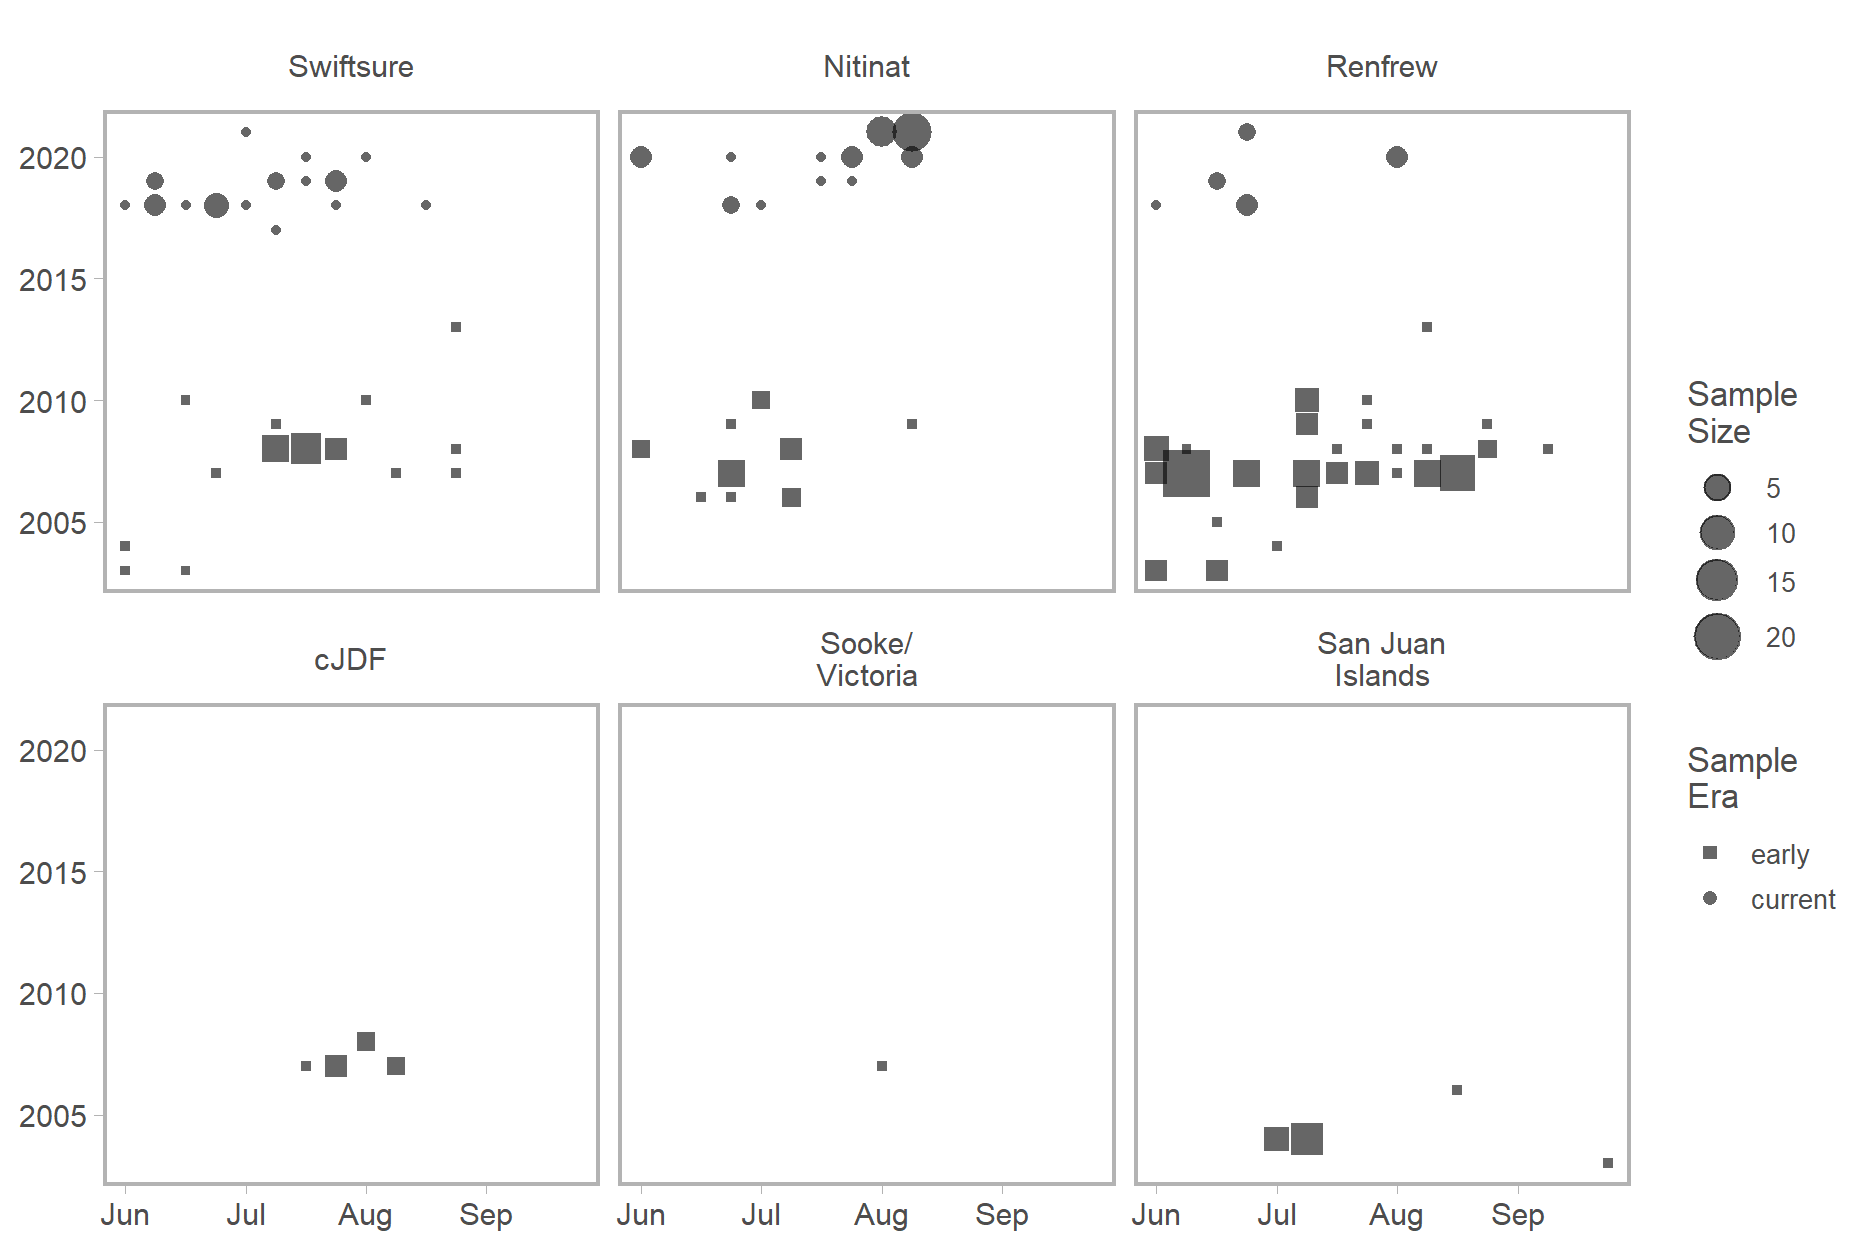 Swiftsure
Nitinat
Renfrew
2020
2015
2010
2005
Sample
Size
5
10
15
20
cJDF
Sooke/
Victoria
San Juan
Islands
2020
2015
2010
2005
Sample
Era
early
current
Jun Jul Aug Sep
Jun Jul Aug Sep
Jun Jul Aug Sep